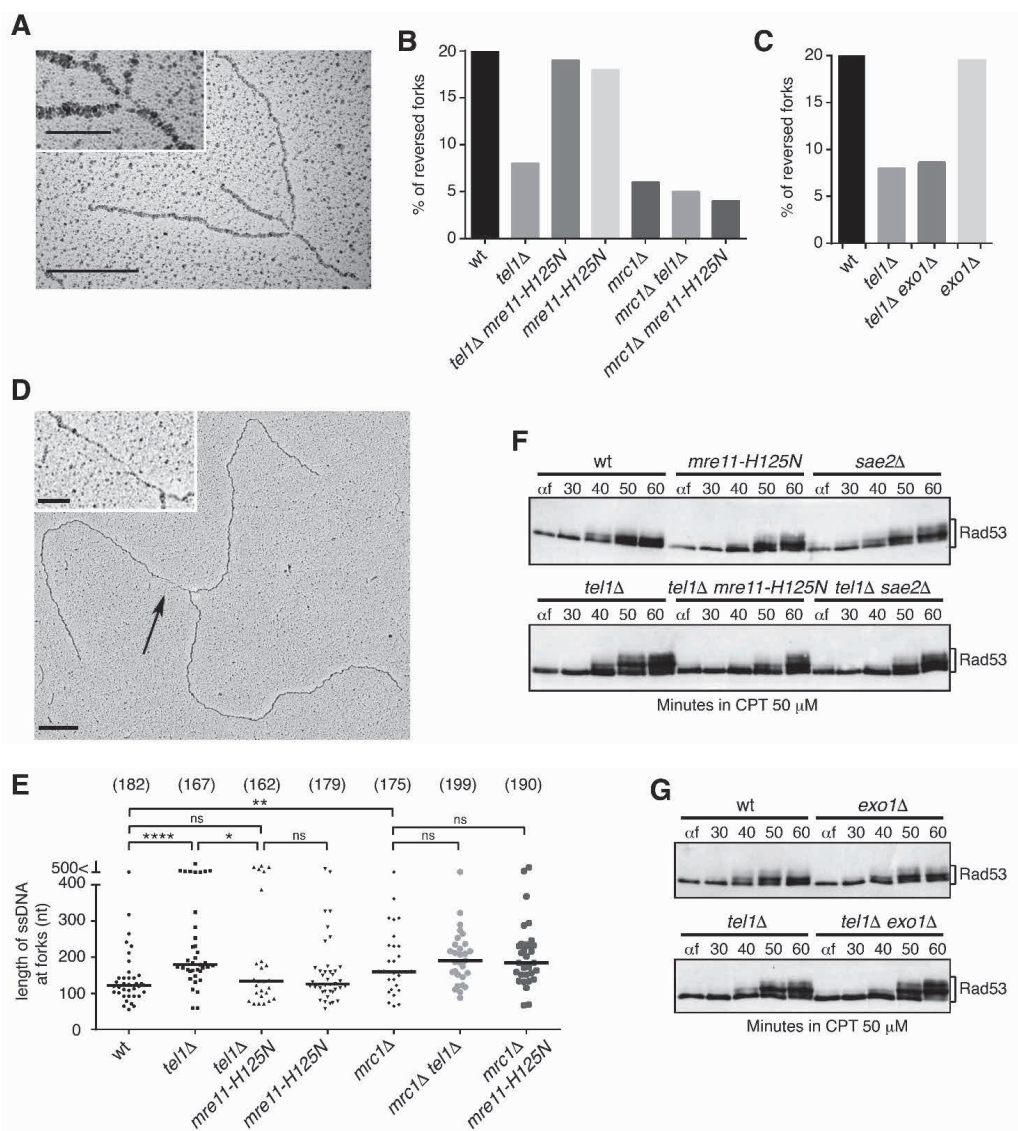 A
B
% of reversed forks
20
15
10
5
0
wt
tel1Δ
tel1Δ mre11-H125N
mre11-H125N
mrc1Δ
mrc1Δ tel1Δ
mrc1Δ mre11-H125N
C
% of reversed forks
20
15
10
5
0
wt
tel1Δ
tel1Δ exo1Δ
exo1Δ
D
F
wt mre11-H125N sae2Δ
αf 30 40 50 60 αf 30 40 50 60 αf 30 40 50 60
Rad53
tel1Δ tel1Δ mre11-H125N tel1Δ sae2Δ
αf 30 40 50 60 αf 30 40 50 60 αf 30 40 50 60
Rad53
Minutes in CPT 50 μM
E
(182) (167) (162) (179) (175) (199) (190)
**
ns ns
**** * ns ns
length of ssDNA
at forks (nt)
500<
400
300
200
100
0
wt
tel1Δ
tel1Δ
mre11-H125N
mre11-H125N
mrc1Δ
mrc1Δ tel1Δ
mrc1Δ
mre11-H125N
G
wt exo1Δ
αf 30 40 50 60 αf 30 40 50 60
Rad53
tel1Δ tel1Δ exo1Δ
αf 30 40 50 60 αf 30 40 50 60
Rad53
Minutes in CPT 50 μM